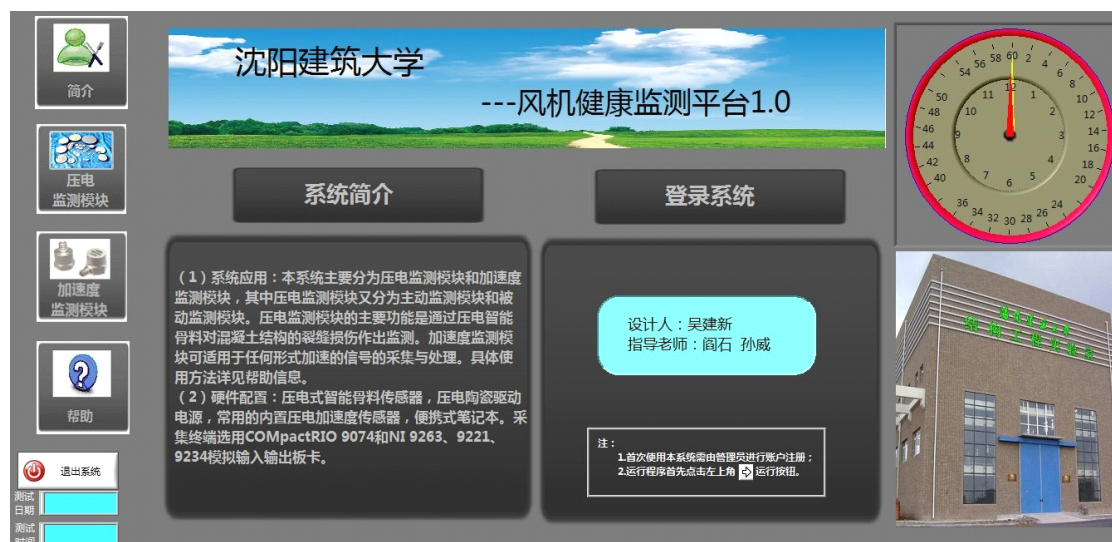 简介
压电
监测模块
加速度
监测模块
帮助
退出系统
测试
日期
测试
时间
沈阳建筑大学
---风机健康监测平台1.0
系统简介
登录系统
（1）系统应用：本系统主要分为压电监测模块和加速度
监测模块，其中压电监测模块又分为主动监测模块和被
动监测模块。压电监测模块的主要功能是通过压电智能
骨料对混凝土结构的裂缝损伤作出监测。加速度监测模
块可适用于任何形式加速的信号的采集与处理。具体使
用方法详见帮助信息。
（2）硬件配置：压电式智能骨料传感器，压电陶瓷驱动
电源，常用的内置压电加速度传感器，便携式笔记本。采
集终端选用COMpactRIO 9074和NI 9263、9221、
9234模拟输入输出板卡。
设计人：吴建新
指导老师：阎石 孙威
注：
1.首次使用本系统需由管理员进行账户注册；
2.运行程序首先点击左上角 运行按钮。
60 2 4 6 8 10 12 14 16 18 20 24 26 28 30 32 34 36 40 42 44 46 50 54 56 58
12 1 2 3 4 5 6 7 8 9 10 11
结构工程实验室